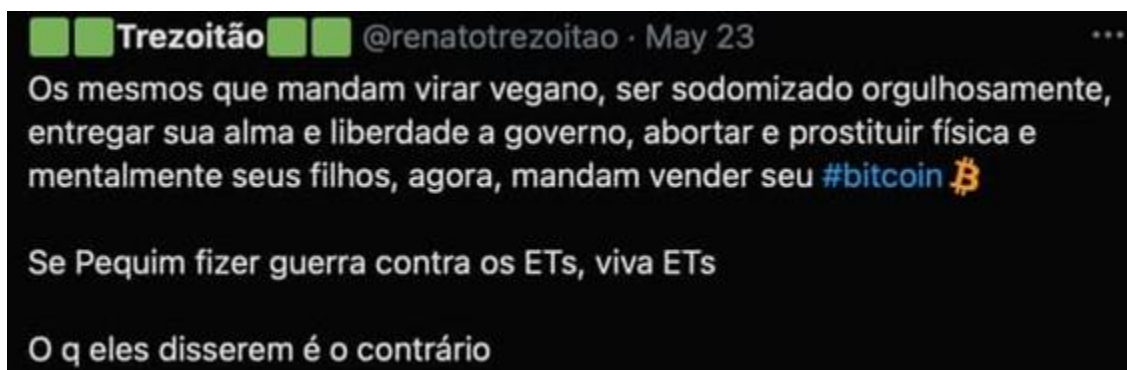 🟩🟩Trezoitão🟩🟩 @renatotrezoitao · May 23
Os mesmos que mandam virar vegano, ser sodomizado orgulhosamente,
entregar sua alma e liberdade a governo, abortar e prostituir física e
mentalmente seus filhos, agora, mandam vender seu #bitcoin
Se Pequim fizer guerra contra os ETs, viva ETs
O q eles disserem é o contrário